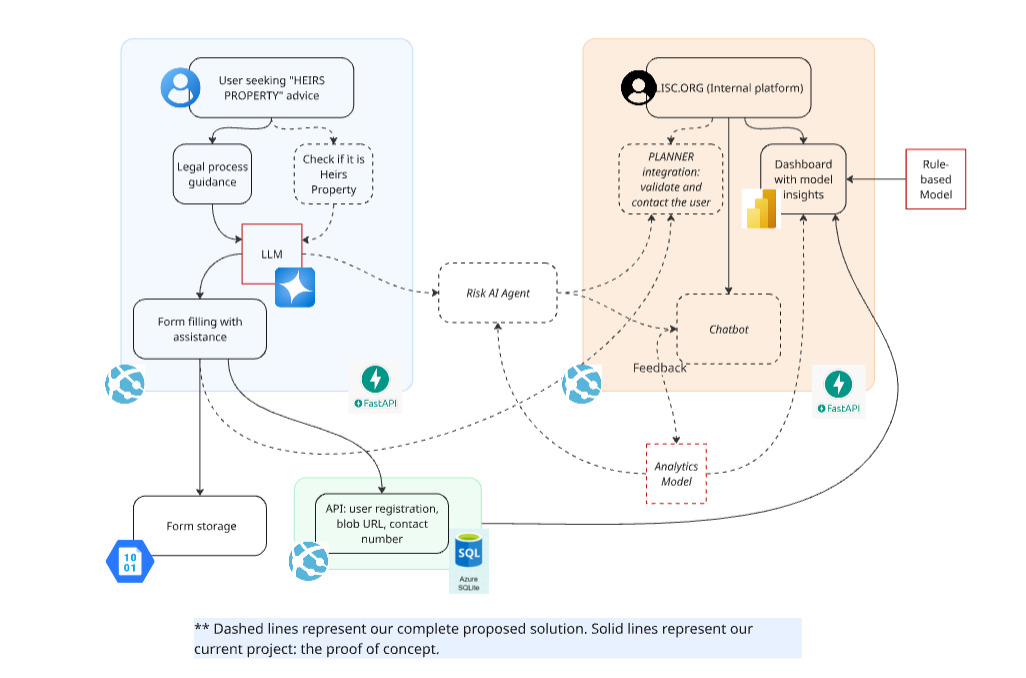 User seeking "HEIRS
PROPERTY" advice
Legal process
guidance
Check if it is
Heirs
Property
LLM
Form filling with
assistance
FastAPI
Form storage
10
01
API: user registration,
blob URL, contact
number
SQL
Azure
SQLite
Risk AI Agent
LISC.ORG (Internal platform)
PLANNER
integration:
validate and
contact the user
Dashboard
with model
insights
Rule-
based
Model
Chatbot
Feedback
FastAPI
Analytics
Model
** Dashed lines represent our complete proposed solution. Solid lines represent our
current project: the proof of concept.